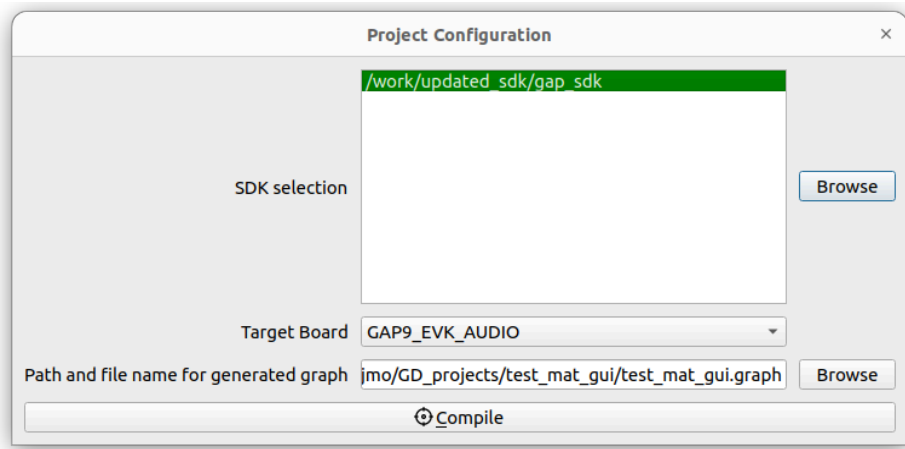 Project Configuration
/work/updated_sdk/gap_sdk
SDK selection
Browse
Target Board
GAP9_EVK_AUDIO
Path and file name for generated graph
jmo/GD_projects/test_mat_gui/test_mat_gui.graph
Browse
Compile